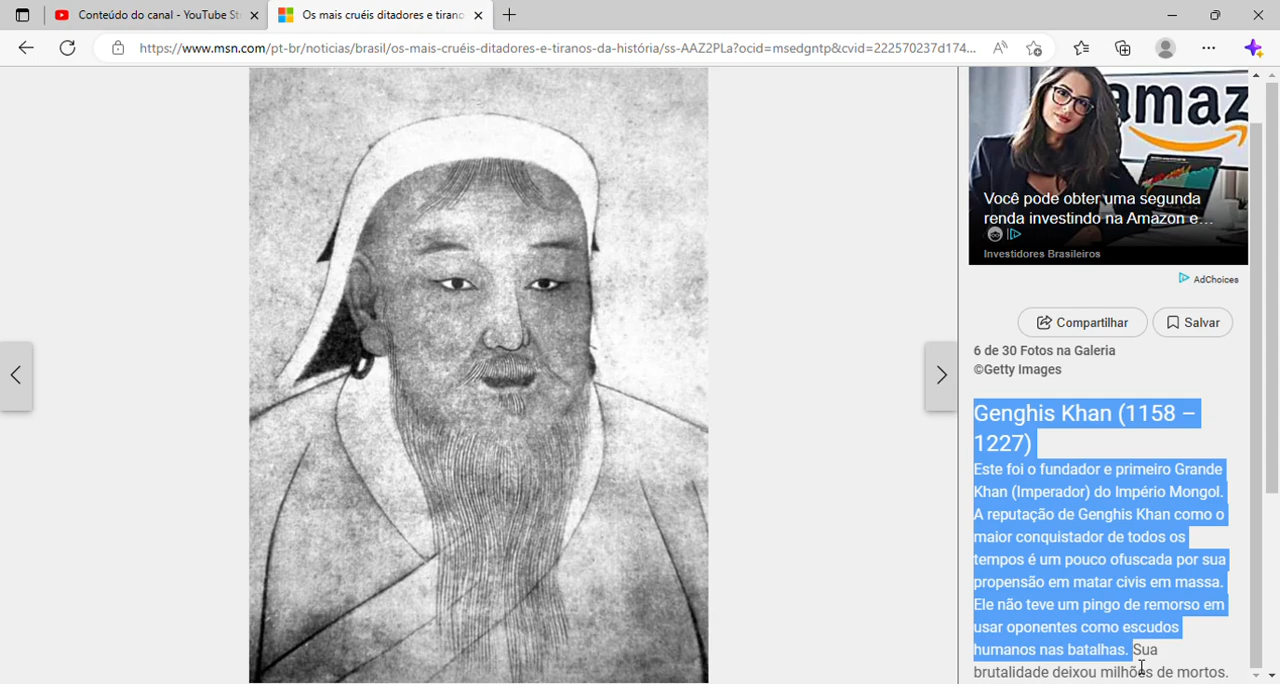 Conteúdo do canal - YouTube St
Os mais cruéis ditadores e tirano
https://www.msn.com/pt-br/noticias/brasil/os-mais-cruéis-ditadores-e-tiranos-da-história/ss-AAZ2PLa?ocid=msedgntp&cvid=222570237d174...
amaz
Você pode obter uma segunda
renda investindo na Amazon e...
Investidores Brasileiros
AdChoices
Compartilhar
Salvar
6 de 30 Fotos na Galeria
©Getty Images
Genghis Khan (1158 –
1227)
Este foi o fundador e primeiro Grande
Khan (Imperador) do Império Mongol.
A reputação de Genghis Khan como o
maior conquistador de todos os
tempos é um pouco ofuscada por sua
propensão em matar civis em massa.
Ele não teve um pingo de remorso em
usar oponentes como escudos
humanos nas batalhas. Sua
brutalidade deixou milhões de mortos.